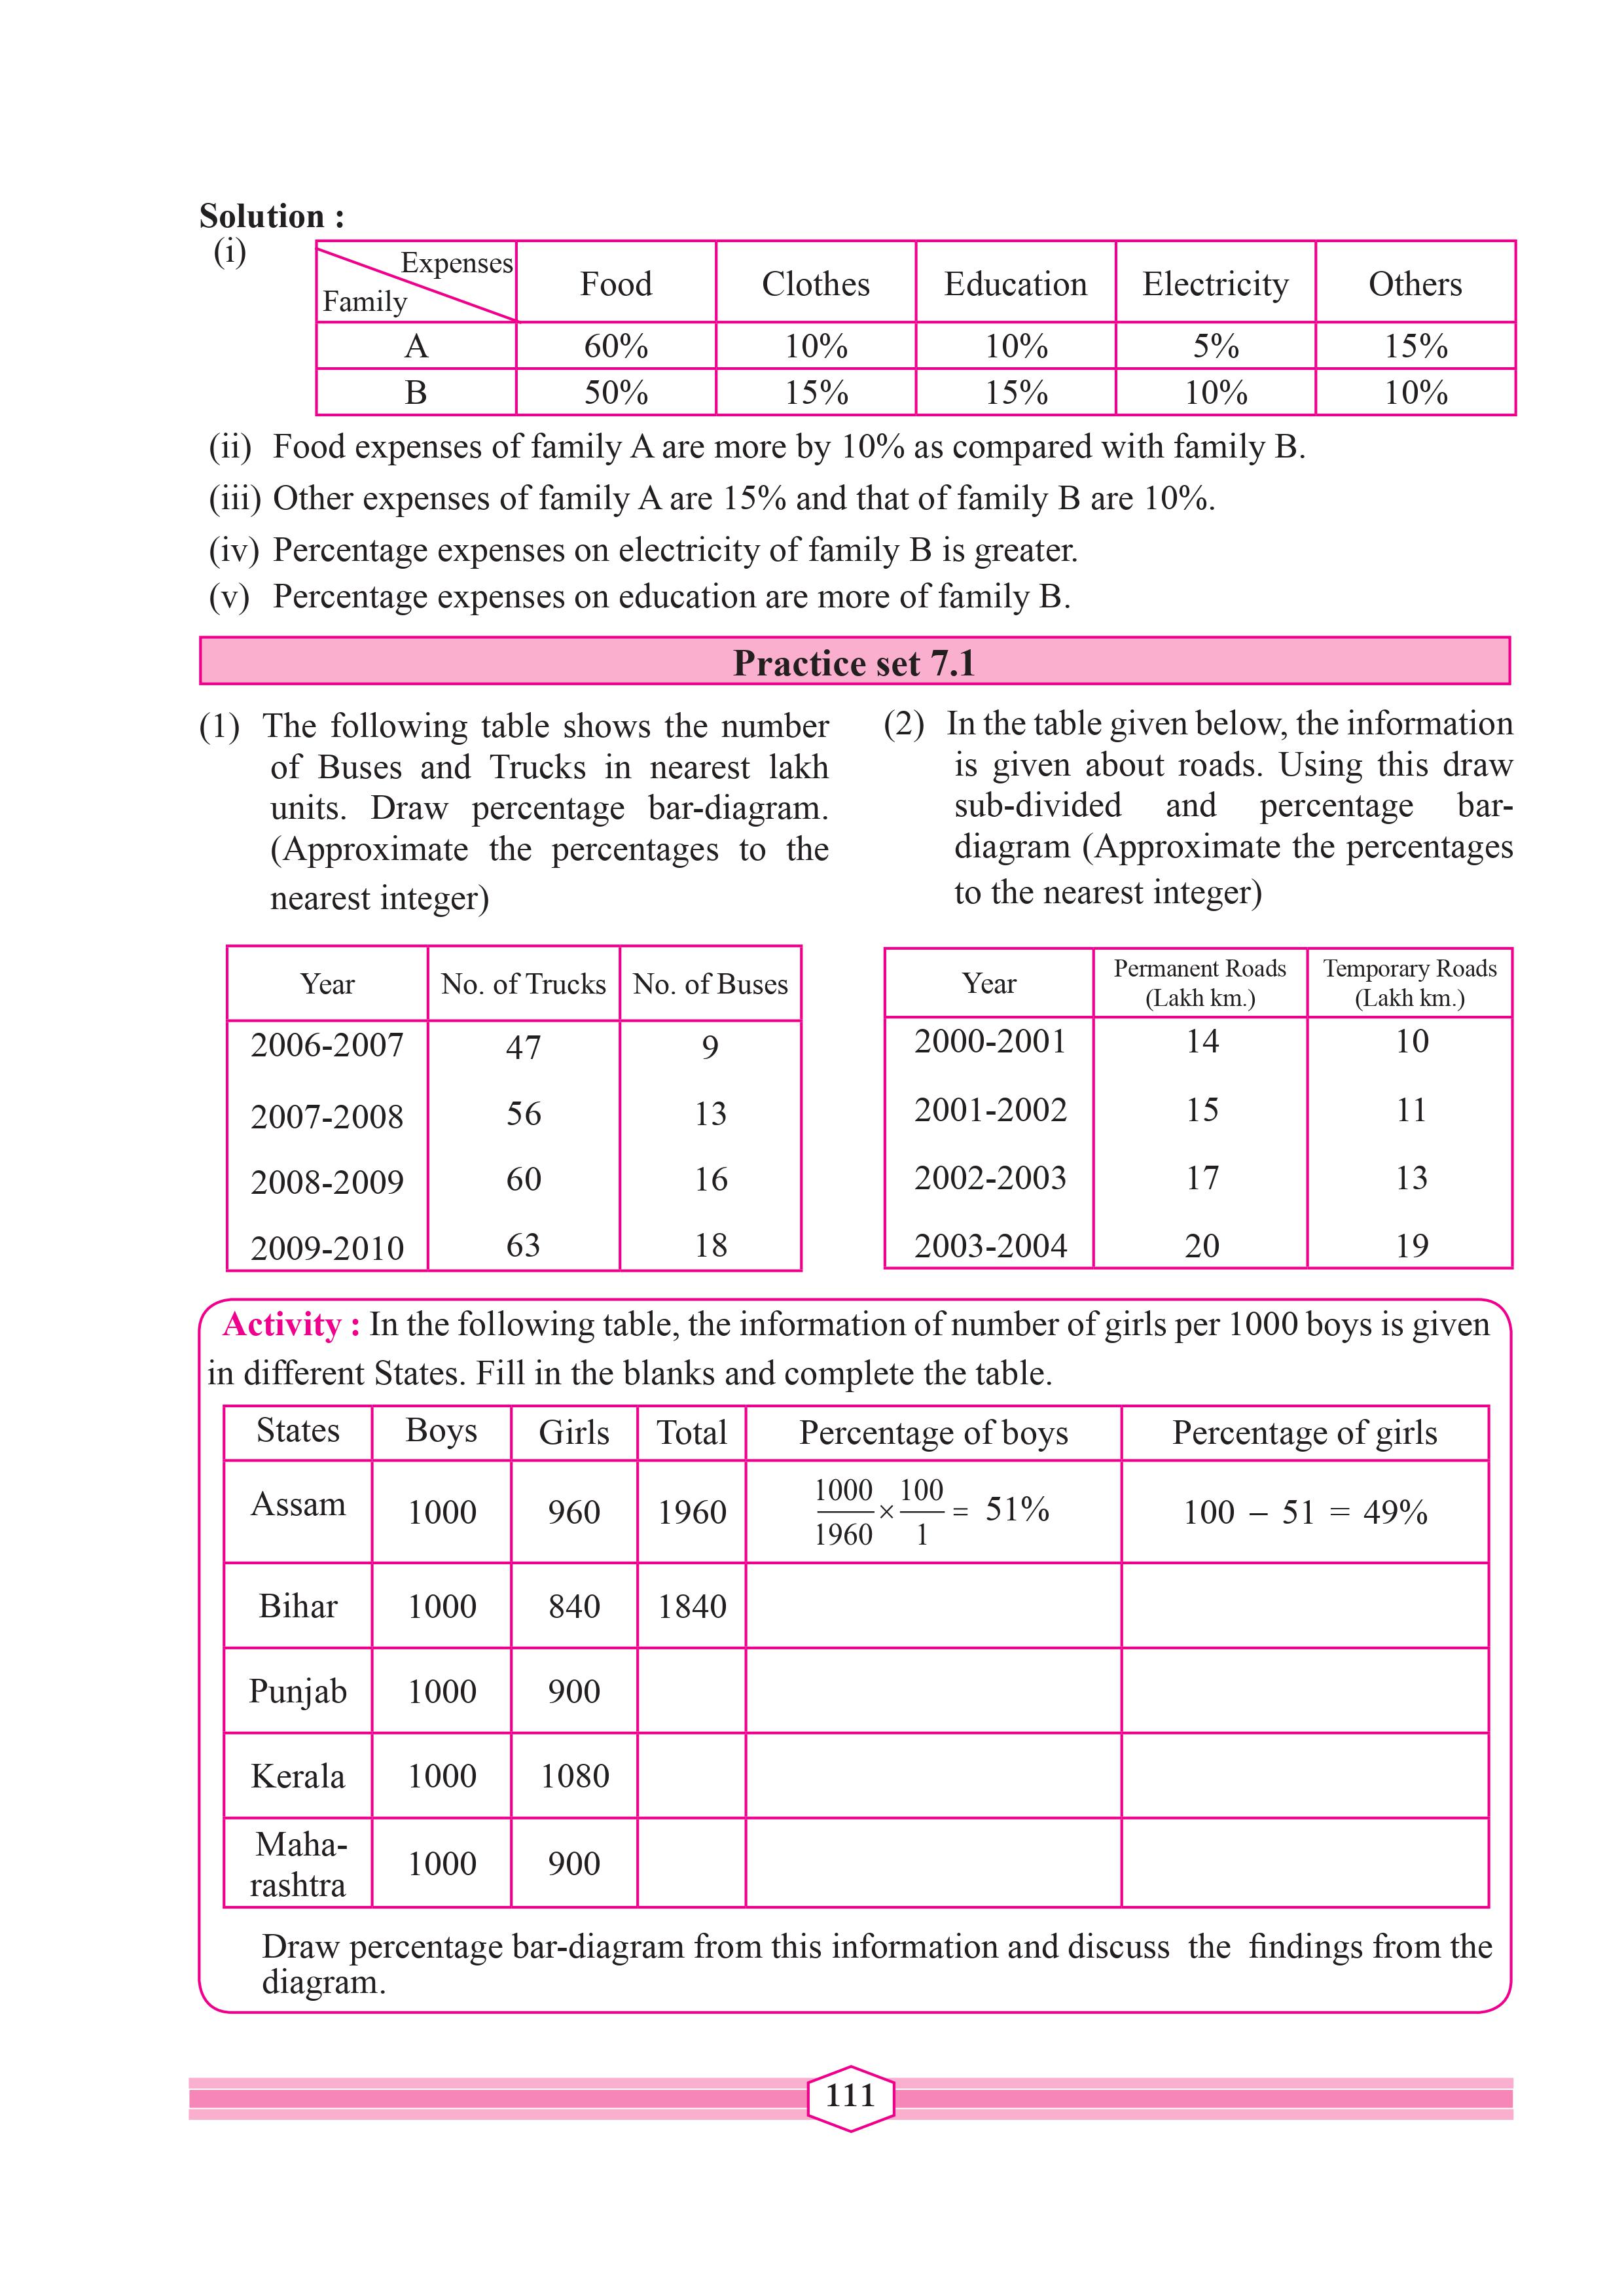 Solution :
(i)
Expenses
Family
Food Clothes Education Electricity Others
A 60% 10% 10% 5% 15%
B 50% 15% 15% 10% 10%
(ii) Food expenses of family A are more by 10% as compared with family B.
(iii) Other expenses of family A are 15% and that of family B are 10%.
(iv) Percentage expenses on electricity of family B is greater.
(v) Percentage expenses on education are more of family B.
Practice set 7.1
(1) The following table shows the number
of Buses and Trucks in nearest lakh
units. Draw percentage bar-diagram.
(Approximate the percentages to the
nearest integer)
Year No. of Trucks No. of Buses
2006-2007 47 9
2007-2008 56 13
2008-2009 60 16
2009-2010 63 18
(2) In the table given below, the information
is given about roads. Using this draw
sub-divided and percentage bar-
diagram (Approximate the percentages
to the nearest integer)
Year Permanent Roads Temporary Roads
(Lakh km.) (Lakh km.)
2000-2001 14 10
2001-2002 15 11
2002-2003 17 13
2003-2004 20 19
Activity : In the following table, the information of number of girls per 1000 boys is given
in different States. Fill in the blanks and complete the table.
States Boys Girls Total Percentage of boys Percentage of girls
Assam 1000 960 1960 1000/1960 × 100/1 = 51% 100 – 51 = 49%
Bihar 1000 840 1840
Punjab 1000 900
Kerala 1000 1080
Maha-
rashtra 1000 900
Draw percentage bar-diagram from this information and discuss the findings from the
diagram.
111